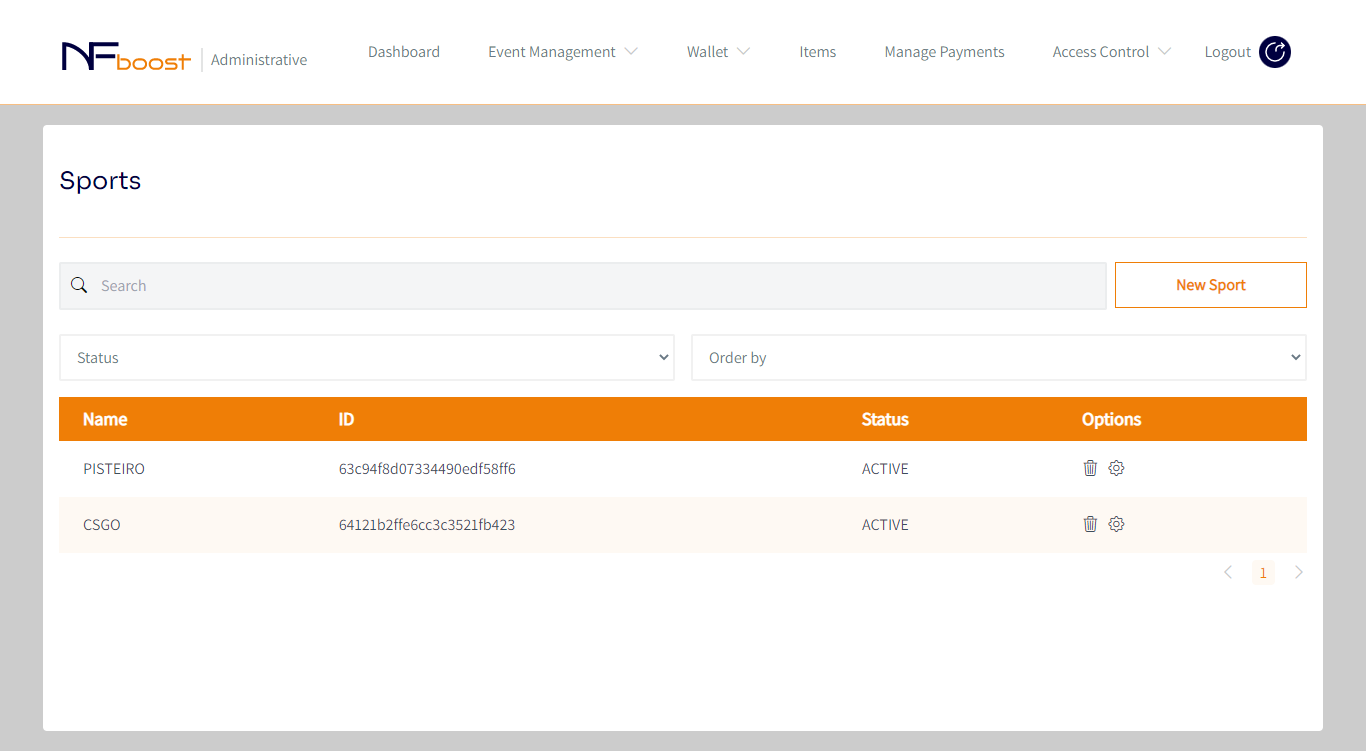 NFboost Administrative
Dashboard Event Management Wallet Items Manage Payments Access Control Logout
Sports
Search
New Sport
Status Order by
Name ID Status Options
PISTEIRO 63c94f8d07334490edf58ff6 ACTIVE
CSGO 64121b2ffe6cc3c3521fb423 ACTIVE
1